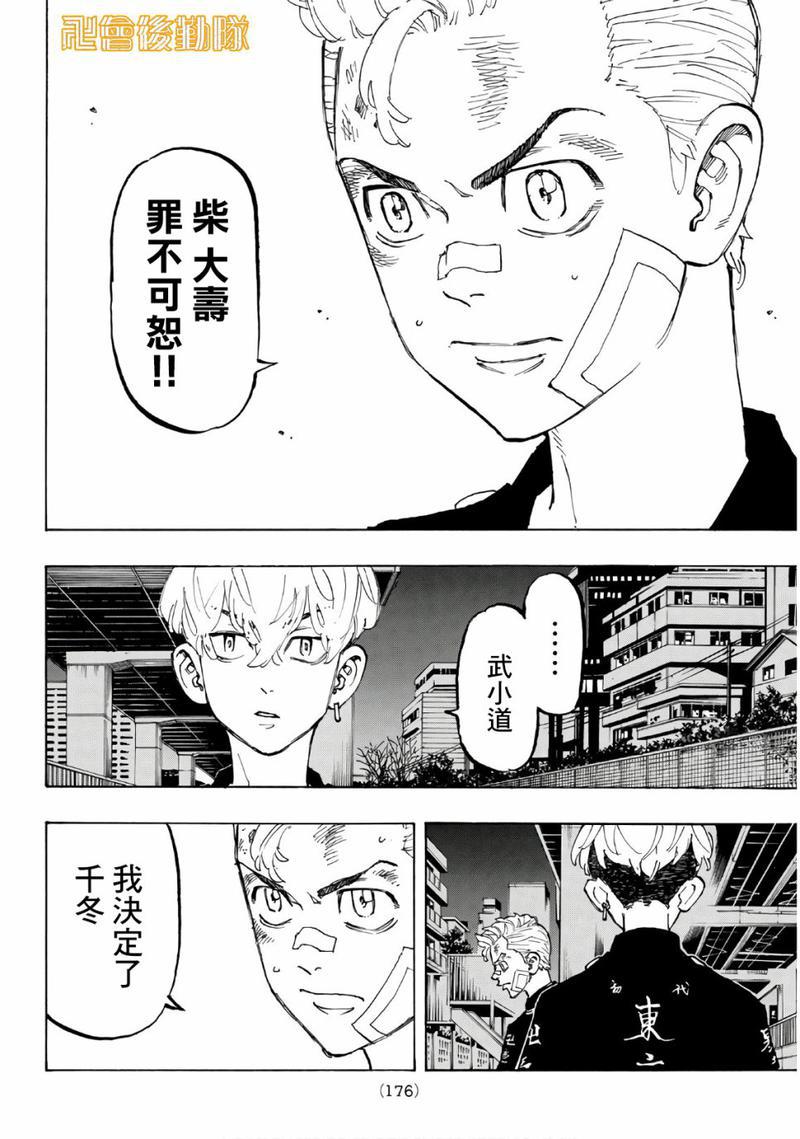 卍會後勤隊
柴 大壽
罪不可恕!!
……
武小道
我決定了
千冬
初代
東
(176)